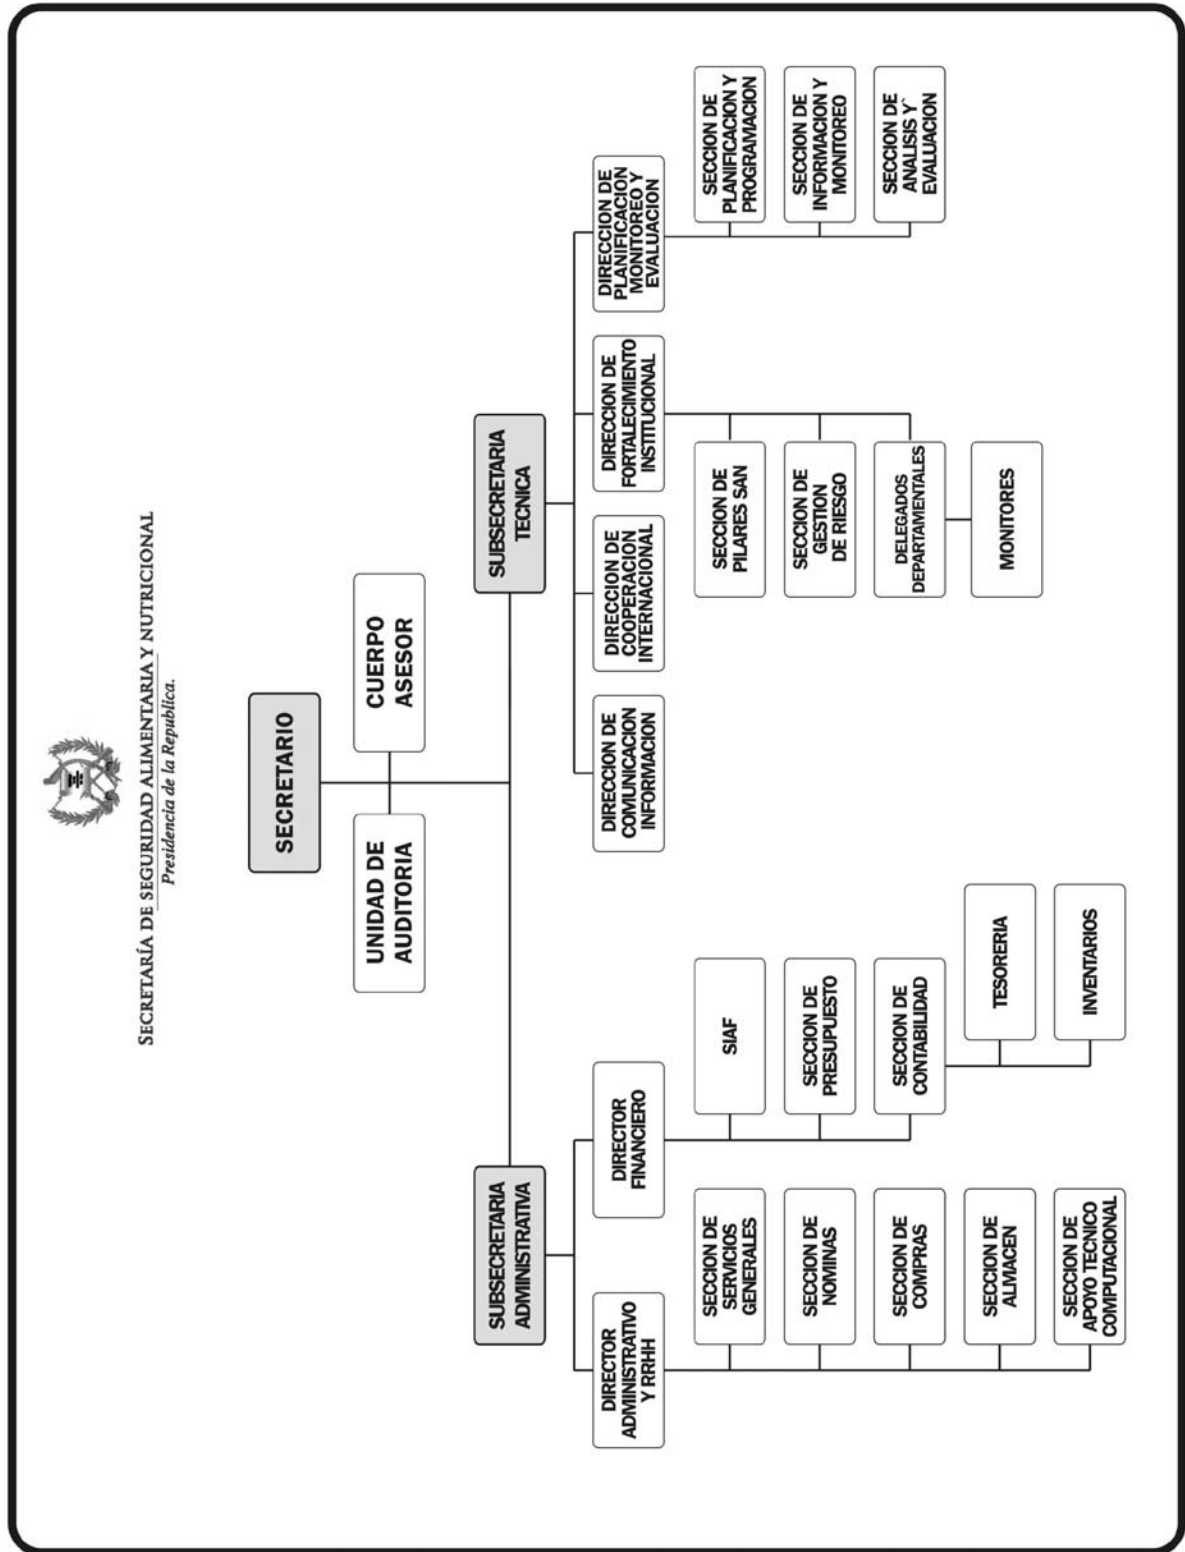 SECRETARÍA DE SEGURIDAD ALIMENTARIA Y NUTRICIONAL
Presidencia de la Republica.
SECRETARIO
UNIDAD DE
AUDITORIA
CUERPO
ASESOR
SUBSECRETARIA
ADMINISTRATIVA
SUBSECRETARIA
TECNICA
DIRECTOR
ADMINISTRATIVO
Y RRHH
DIRECTOR
FINANCIERO
DIRECCION DE
COMUNICACION
INFORMACION
DIRECCION DE
COOPERACION
INTERNACIONAL
DIRECCION DE
FORTALECIMIENTO
INSTITUCIONAL
DIRECCION DE
PLANIFICACION
MONITOREO Y
EVALUACION
SECCION DE
SERVICIOS
GENERALES
SECCION DE
NOMINAS
SECCION DE
COMPRAS
SECCION DE
ALMACEN
SECCION DE
APOYO TECNICO
COMPUTACIONAL
SIAF
SECCION DE
PRESUPUESTO
SECCION DE
CONTABILIDAD
TESORERIA
INVENTARIOS
SECCION DE
PILARES SAN
SECCION DE
GESTION
DE RIESGO
DELEGADOS
DEPARTAMENTALES
MONITORES
SECCION DE
PLANIFICACION Y
PROGRAMACION
SECCION DE
INFORMACION Y
MONITOREO
SECCION DE
ANALISIS Y`
EVALUACION